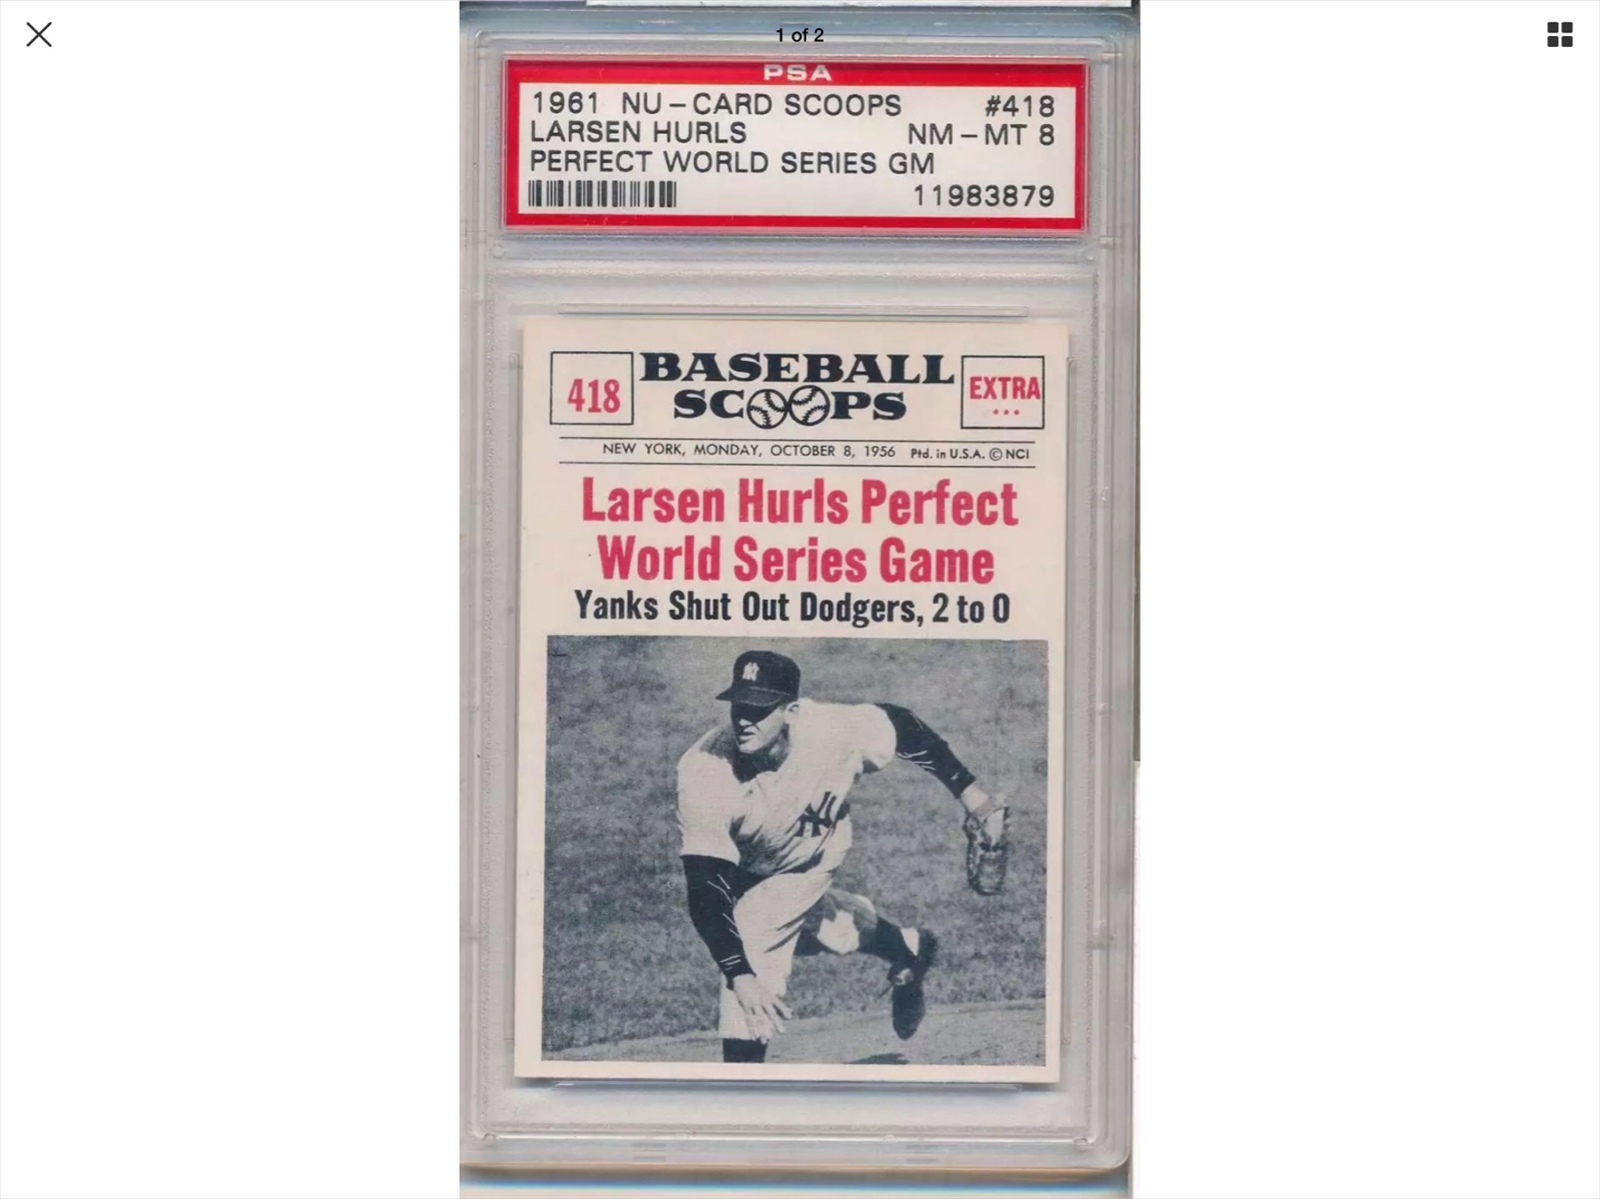 1 of 2
PSA
1961 NU-CARD SCOOPS #418
LARSEN HURLS NM-MT 8
PERFECT WORLD SERIES GM
11983879
418 BASEBALL SCOOPS EXTRA
NEW YORK, MONDAY, OCTOBER 8, 1956 Ptd. in U.S.A. © NCI
Larsen Hurls Perfect
World Series Game
Yanks Shut Out Dodgers, 2 to 0
NY
NY